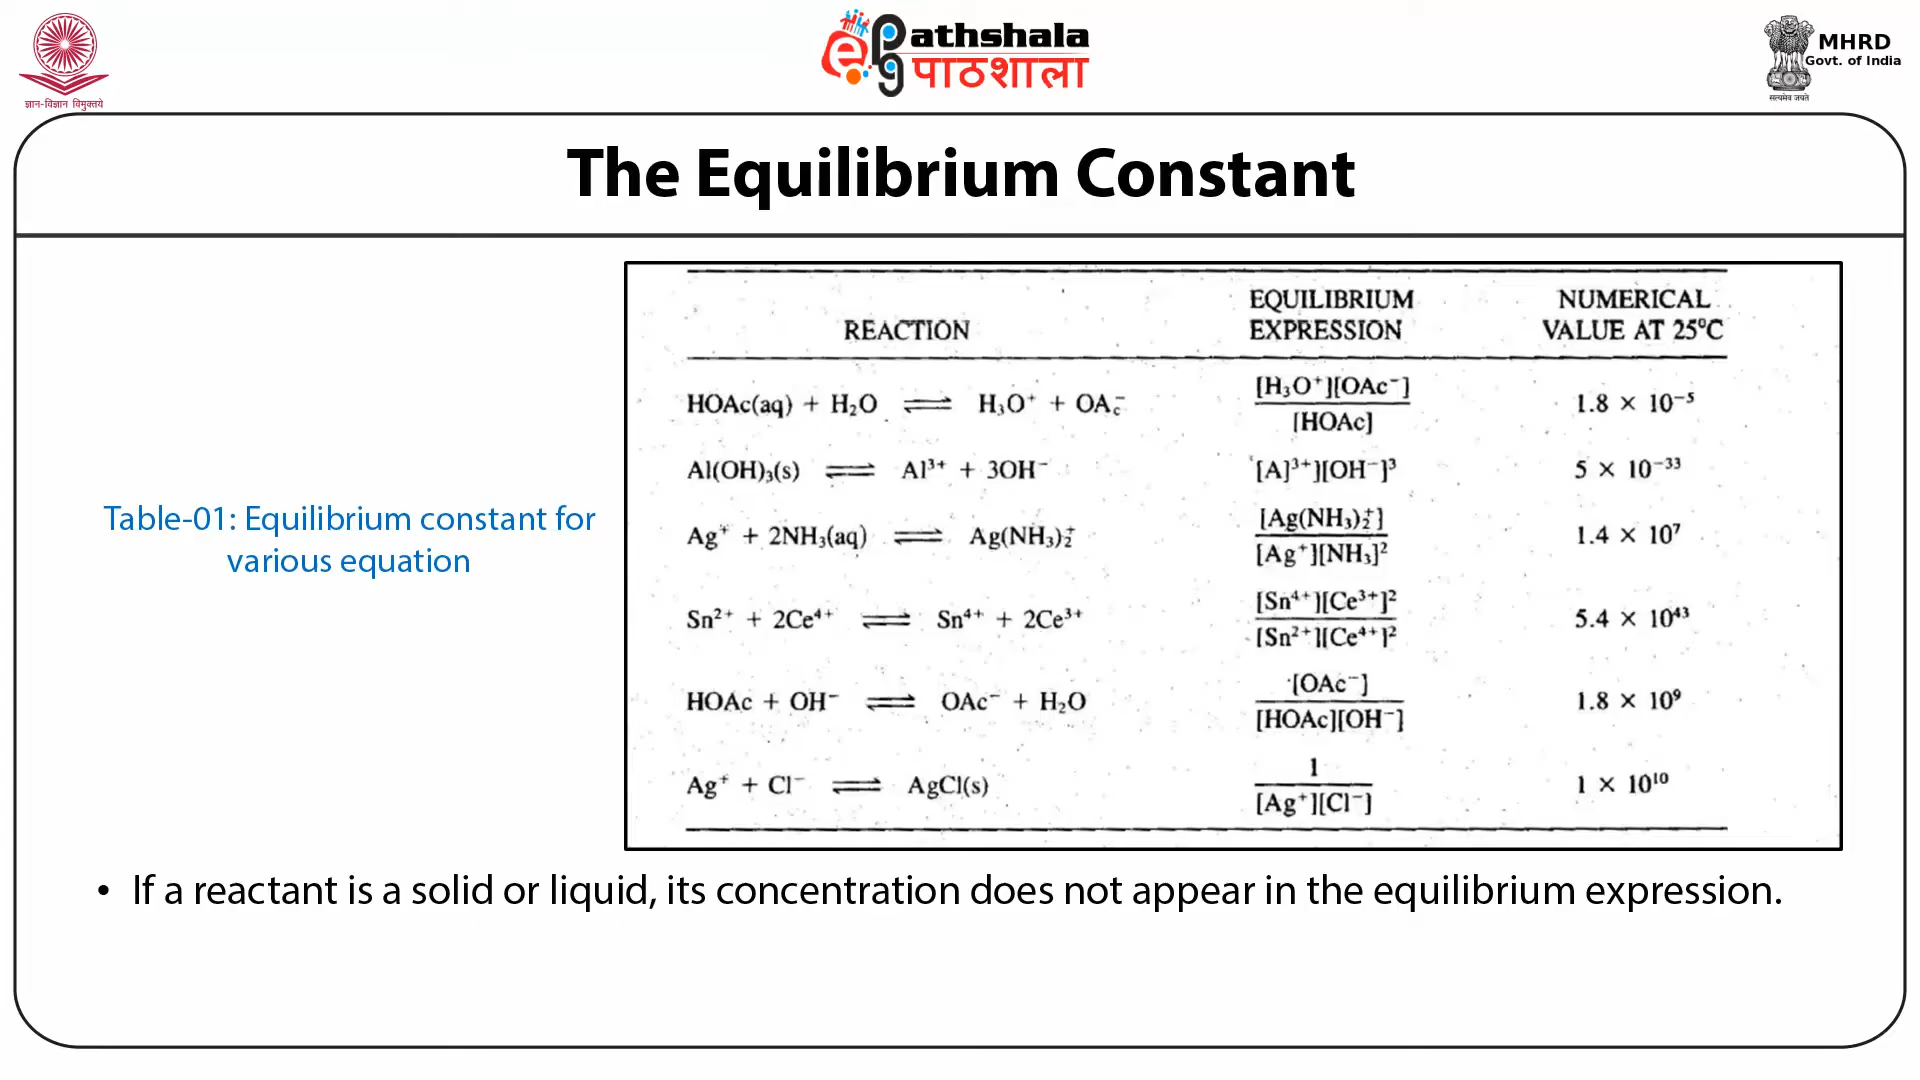 ज्ञान-विज्ञान विमुक्तये
ePathshala
पाठशाला
MHRD
Govt. of India
सत्यमेव जयते
The Equilibrium Constant
Table-01: Equilibrium constant for
various equation
REACTION EQUILIBRIUM EXPRESSION NUMERICAL VALUE AT 25°C
HOAc(aq) + H₂O ⇌ H₃O⁺ + OA꜀⁻ [H₃O⁺][OAc⁻] / [HOAc] 1.8 × 10⁻⁵
Al(OH)₃(s) ⇌ Al³⁺ + 3OH⁻ [A]³⁺][OH⁻]³ 5 × 10⁻³³
Ag⁺ + 2NH₃(aq) ⇌ Ag(NH₃)₂⁺ [Ag(NH₃)₂⁺] / [Ag⁺][NH₃]² 1.4 × 10⁷
Sn²⁺ + 2Ce⁴⁺ ⇌ Sn⁴⁺ + 2Ce³⁺ [Sn⁴⁺][Ce³⁺]² / [Sn²⁺][Ce⁴⁺]² 5.4 × 10⁴³
HOAc + OH⁻ ⇌ OAc⁻ + H₂O [OAc⁻] / [HOAc][OH⁻] 1.8 × 10⁹
Ag⁺ + Cl⁻ ⇌ AgCl(s) 1 / [Ag⁺][Cl⁻] 1 × 10¹⁰
• If a reactant is a solid or liquid, its concentration does not appear in the equilibrium expression.